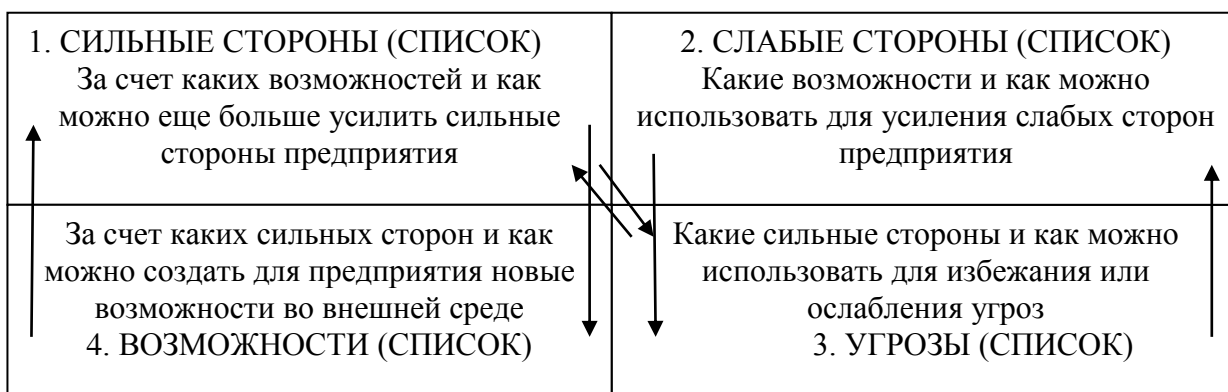 1. СИЛЬНЫЕ СТОРОНЫ (СПИСОК)
За счет каких возможностей и как
можно еще больше усилить сильные
стороны предприятия
2. СЛАБЫЕ СТОРОНЫ (СПИСОК)
Какие возможности и как можно
использовать для усиления слабых сторон
предприятия
За счет каких сильных сторон и как
можно создать для предприятия новые
возможности во внешней среде
4. ВОЗМОЖНОСТИ (СПИСОК)
Какие сильные стороны и как можно
использовать для избежания или
ослабления угроз
3. УГРОЗЫ (СПИСОК)